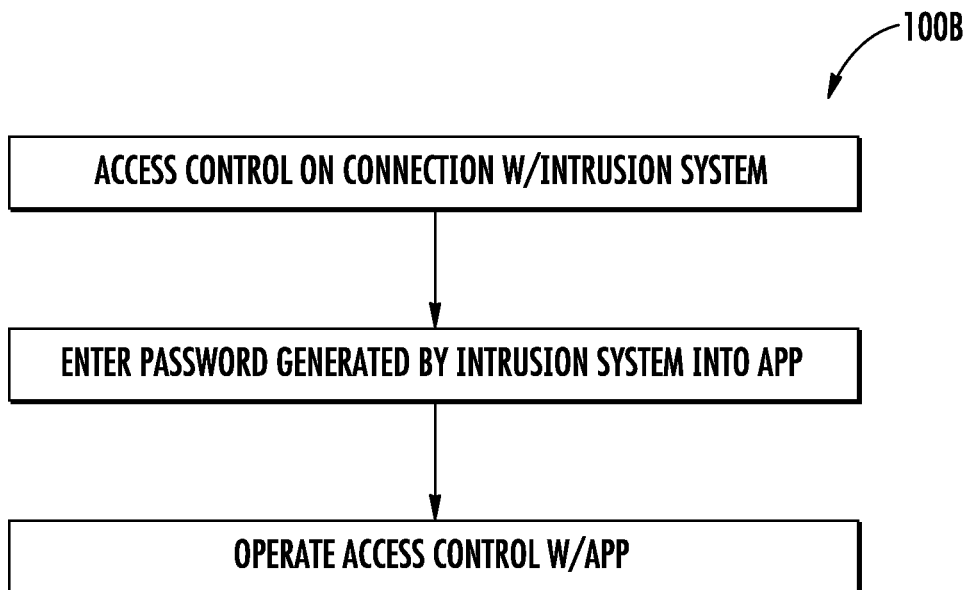 100B
ACCESS CONTROL ON CONNECTION W/INTRUSION SYSTEM
ENTER PASSWORD GENERATED BY INTRUSION SYSTEM INTO APP
OPERATE ACCESS CONTROL W/APP